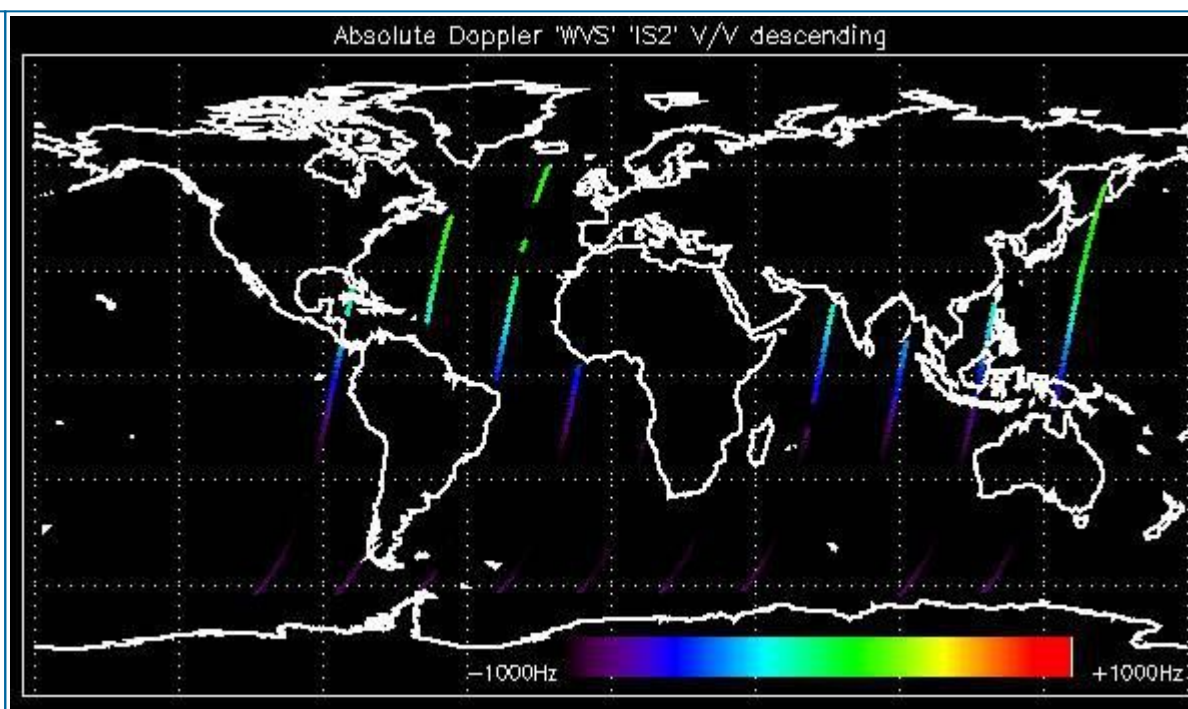 Absolute Doppler 'WVS' 'IS2' V/V descending
−1000Hz
+1000Hz